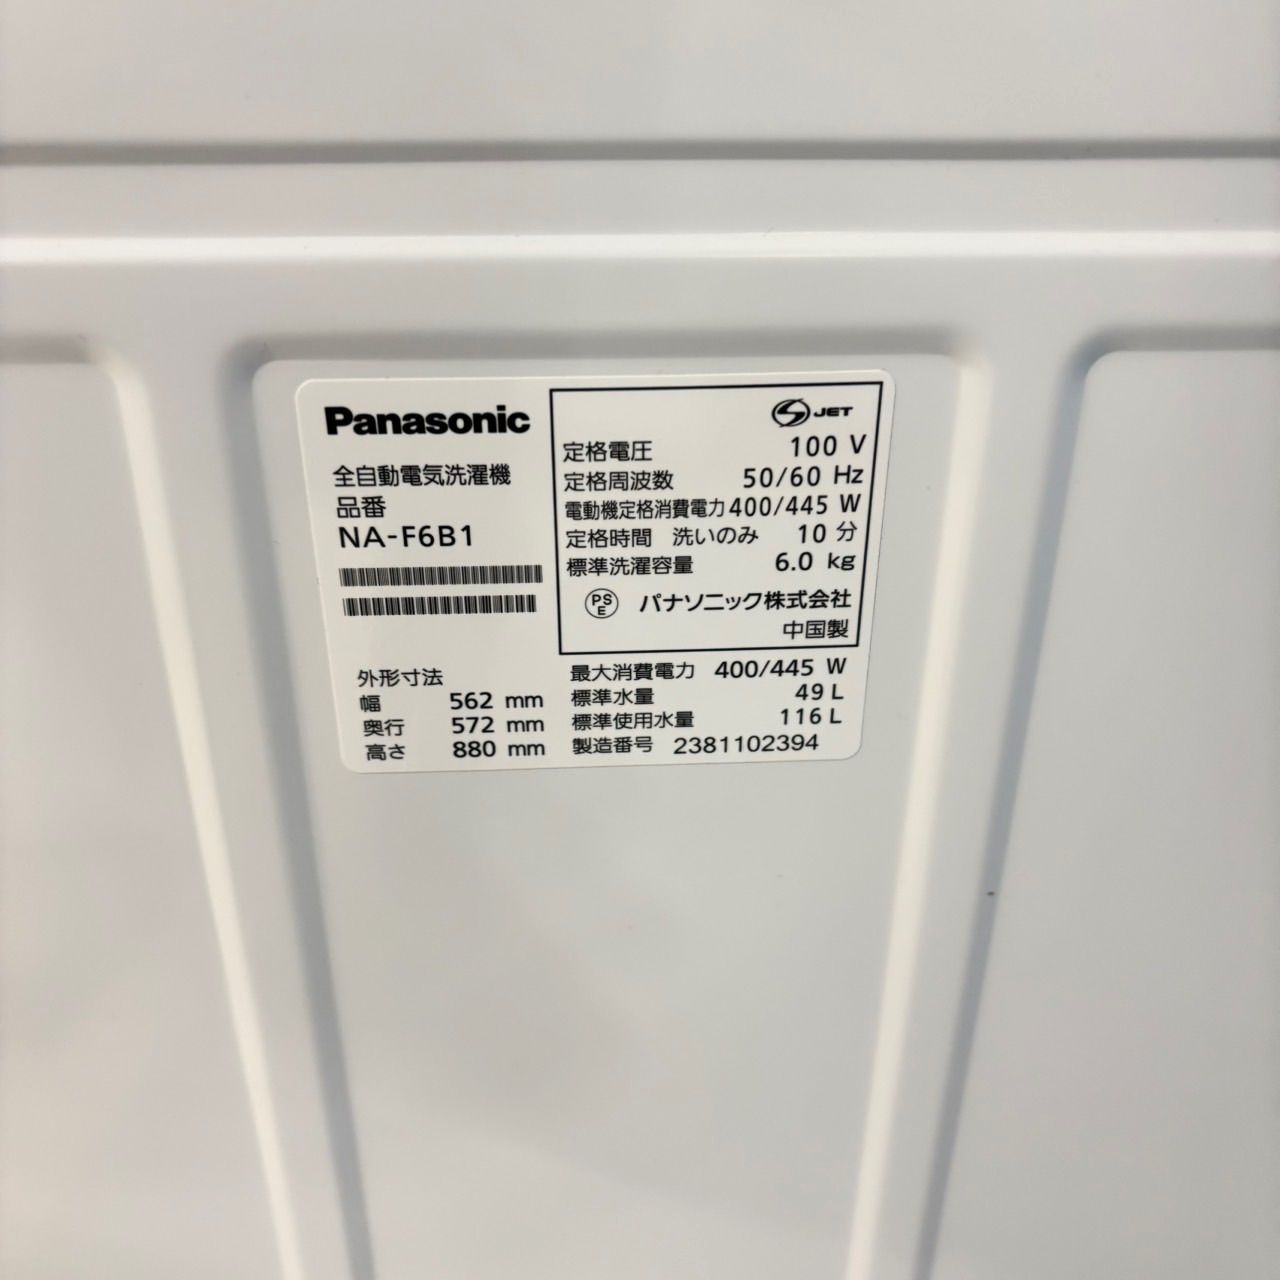 Panasonic
全自動電気洗濯機
品番
NA-F6B1
外形寸法
幅 562 mm
奥行 572 mm
高さ 880 mm
S JET
定格電圧 100 V
定格周波数 50/60 Hz
電動機定格消費電力 400/445 W
定格時間 洗いのみ 10 分
標準洗濯容量 6.0 kg
PSE パナソニック株式会社
中国製
最大消費電力 400/445 W
標準水量 49 L
標準使用水量 116 L
製造番号 2381102394